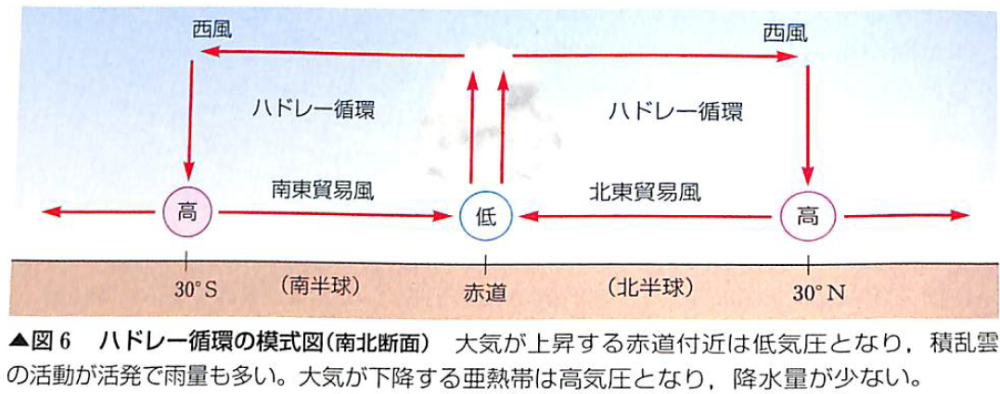 西風
西風
ハドレー循環
ハドレー循環
南東貿易風
北東貿易風
高
低
高
30°S
(南半球)
赤道
(北半球)
30°N
▲図6 ハドレー循環の模式図(南北断面) 大気が上昇する赤道付近は低気圧となり，積乱雲
の活動が活発で雨量も多い。大気が下降する亜熱帯は高気圧となり，降水量が少ない。